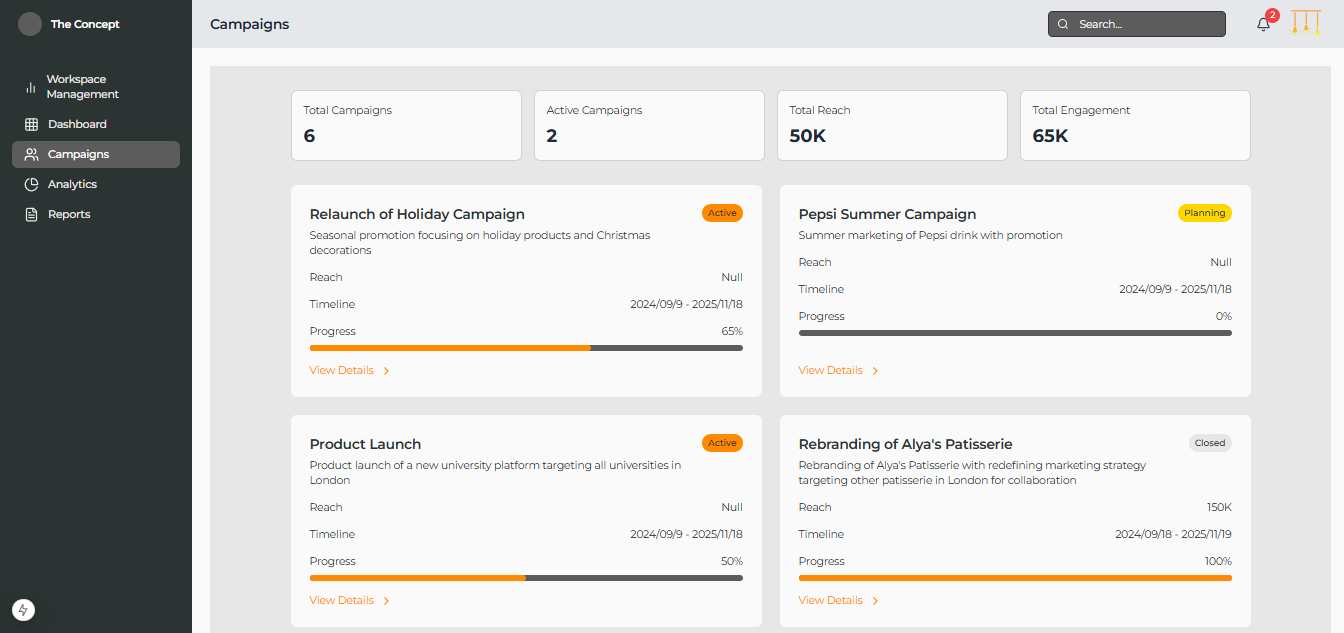 The Concept
Workspace
Management
Dashboard
Campaigns
Analytics
Reports
Campaigns
Search...
2
Total Campaigns
6
Active Campaigns
2
Total Reach
50K
Total Engagement
65K
Relaunch of Holiday Campaign
Active
Seasonal promotion focusing on holiday products and Christmas
decorations
Reach Null
Timeline 2024/09/9 - 2025/11/18
Progress 65%
View Details
Pepsi Summer Campaign
Planning
Summer marketing of Pepsi drink with promotion
Reach Null
Timeline 2024/09/9 - 2025/11/18
Progress 0%
View Details
Product Launch
Active
Product launch of a new university platform targeting all universities in
London
Reach Null
Timeline 2024/09/9 - 2025/11/18
Progress 50%
View Details
Rebranding of Alya's Patisserie
Closed
Rebranding of Alya's Patisserie with redefining marketing strategy
targeting other patisserie in London for collaboration
Reach 150K
Timeline 2024/09/18 - 2025/11/19
Progress 100%
View Details